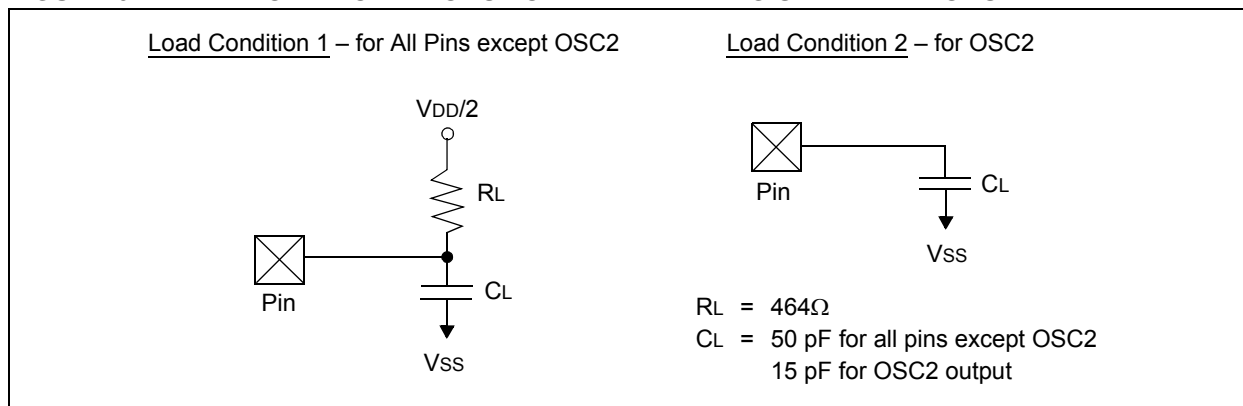 Load Condition 1 – for All Pins except OSC2
VDD/2
RL
Pin
CL
VSS
Load Condition 2 – for OSC2
Pin
CL
VSS
RL = 464Ω
CL = 50 pF for all pins except OSC2
15 pF for OSC2 output